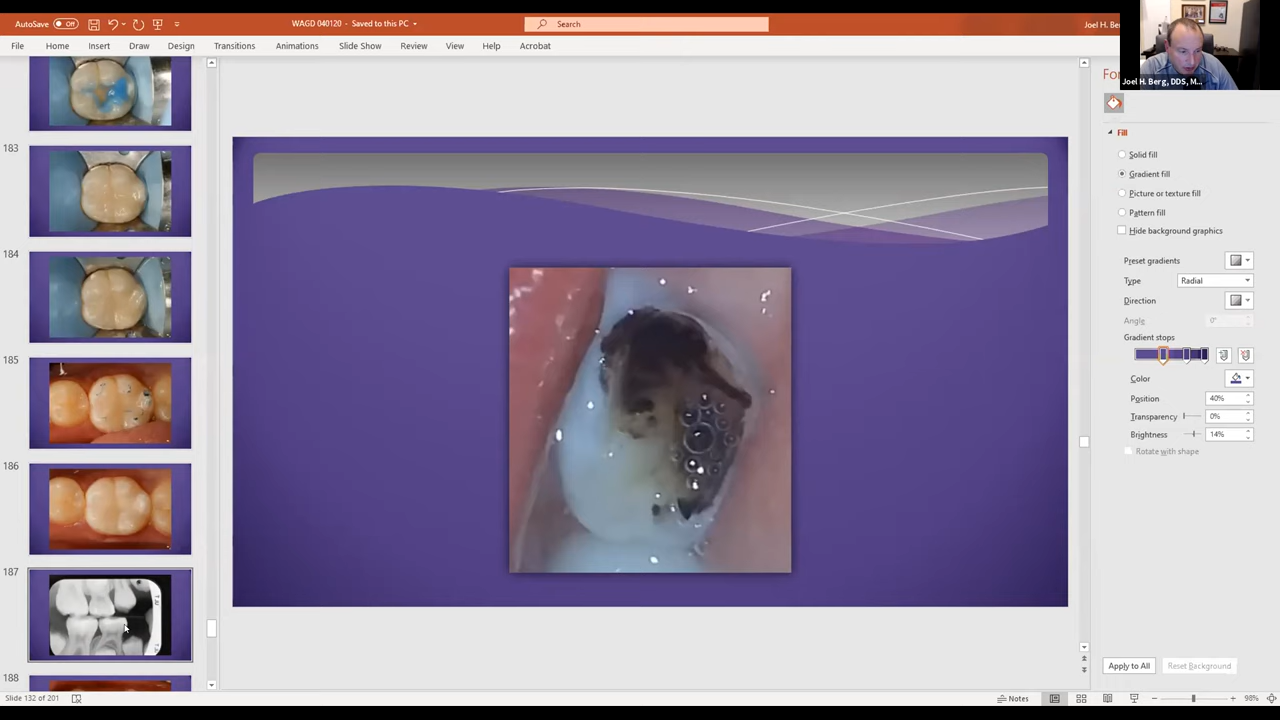 AutoSave Off
WAGD 040120 • Saved to this PC
Search
Joel H. Berg
File Home Insert Draw Design Transitions Animations Slide Show Review View Help Acrobat
Joel H. Berg, DDS, M...
Fill
Solid fill
Gradient fill
Picture or texture fill
Pattern fill
Hide background graphics
Preset gradients
Type Radial
Direction
Angle 0°
Gradient stops
Color
Position 40%
Transparency 0%
Brightness 14%
Rotate with shape
Apply to All Reset Background
183
184
185
186
187
188
Slide 132 of 201
Notes
98%